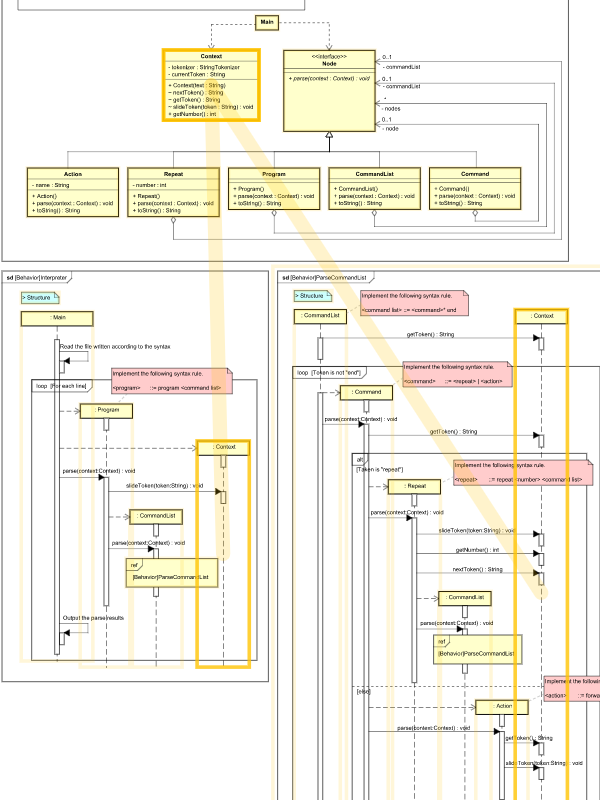 Main
Context
- tokenizer : StringTokenizer
- currentToken : String
+ Context(text : String)
~ nextToken() : String
~ getToken() : String
~ slideToken(token : String) : void
+ getNumber() : int
<<interface>>
Node
+ parse(context : Context) : void
0..1
- commandList
0..1
- commandList
*
- nodes
0..1
- node
Action
- name : String
+ Action()
+ parse(context : Context) : void
+ toString() : String
Repeat
- number : int
+ Repeat()
+ parse(context : Context) : void
+ toString() : String
Program
+ Program()
+ parse(context : Context) : void
+ toString() : String
CommandList
+ CommandList()
+ parse(context : Context) : void
+ toString() : String
Command
+ Command()
+ parse(context : Context) : void
+ toString() : String
sd [Behavior]Interpreter
> Structure
: Main
Read the file written according to the syntax
Implement the following syntax rule.
<program> ::= program <command list>
loop [For each line]
: Program
: Context
parse(context:Context) : void
slideToken(token:String) : void
: CommandList
parse(context:Context) : void
ref
[Behavior]ParseCommandList
Output the parse results
sd [Behavior]ParseCommandList
> Structure
Implement the following syntax rule.
<command list> ::= <command>* end
: CommandList
: Context
getToken() : String
loop [Token is not "end"]
Implement the following syntax rule.
<command> ::= <repeat> | <action>
: Command
parse(context:Context) : void
getToken() : String
alt
[Taken is "repeat"]
Implement the following syntax rule.
<repeat> ::= repeat <number> <command list>
: Repeat
parse(context:Context) : void
slideToken(token:String) : void
getNumber() : int
nextToken() : String
: CommandList
parse(context:Context) : void
ref
[Behavior]ParseCommandList
[else]
Implement the followin
<action> ::= forwa
: Action
parse(context:Context) : void
getToken() : String
slideToken(token:String) : void